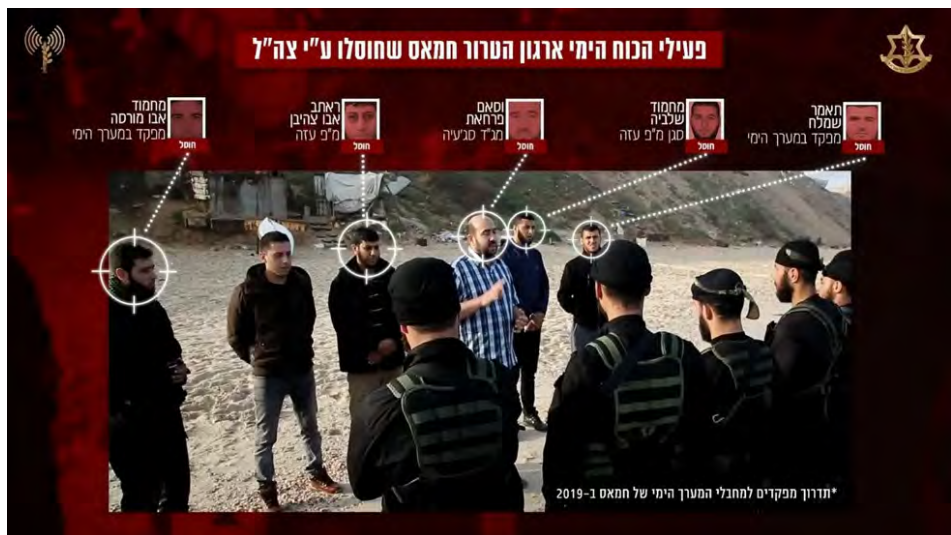 פעילי הכוח הימי ארגון הטרור חמאס שחוסלו ע"י צה"ל
תאמר
שמלח
מפקד במערך הימי
חוסל
מחמוד
שלביה
סגן מ"פ עזה
חוסל
וסאם
פרחאת
מג"ד סג'עיה
חוסל
ראתב
אבו צהיבן
מ"פ עזה
חוסל
מחמוד
אבו מורסה
מפקד במערך הימי
חוסל
*תדרוך מפקדים למחבלי המערך הימי של חמאס ב-2019